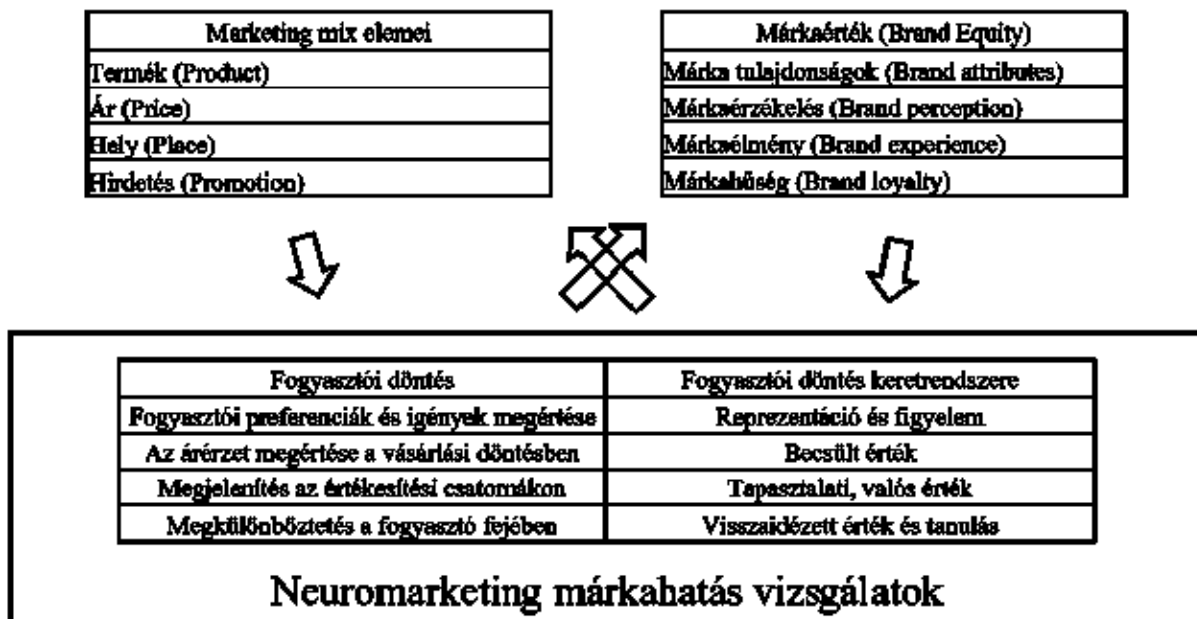 Marketing mix elemei
Termék (Product)
Ár (Price)
Hely (Place)
Hirdetés (Promotion)
Márkaérték (Brand Equity)
Márka tulajdonságok (Brand attributes)
Márkaérzékelés (Brand perception)
Márkaélmény (Brand experience)
Márkahűség (Brand loyalty)
Fogyasztói döntés
Fogyasztói döntés keretrendszere
Fogyasztói preferenciák és igények megértése
Reprezentáció és figyelem
Az árérzet megértése a vásárlási döntésben
Becsült érték
Megjelenítés az értékesítési csatornákon
Tapasztalati, valós érték
Megkülönböztetés a fogyasztó fejében
Visszaidézett érték és tanulás
Neuromarketing márkahatás vizsgálatok